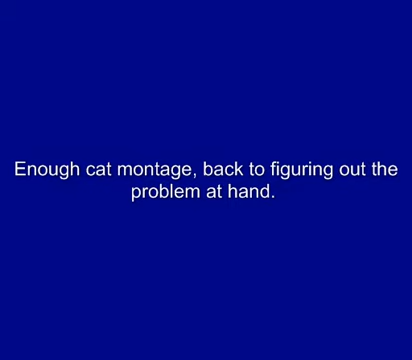 Enough cat montage, back to figuring out the
problem at hand.